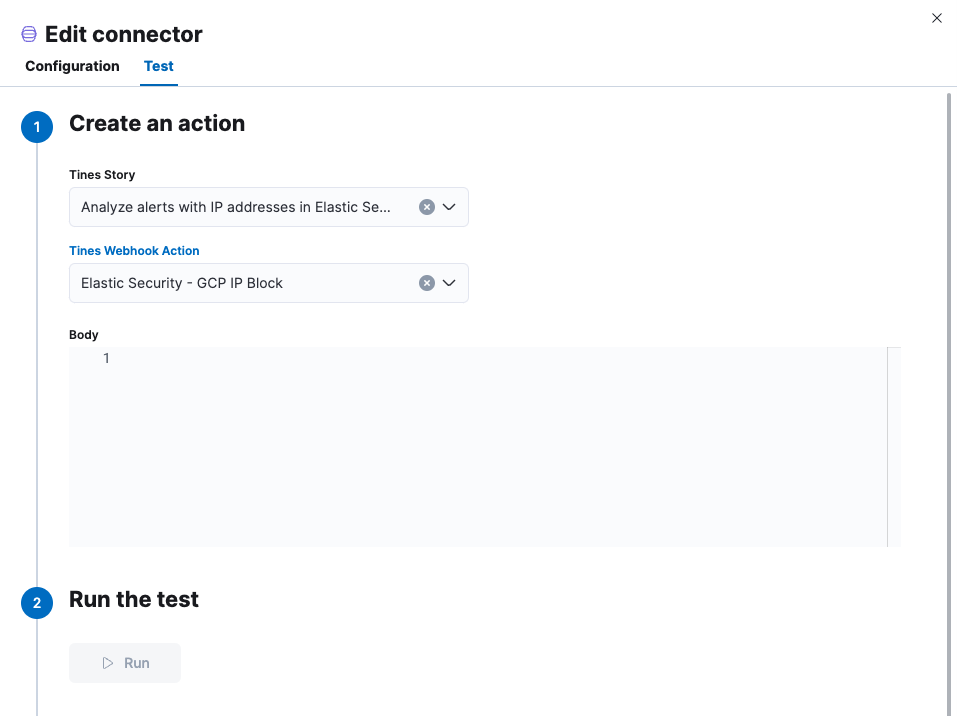 Edit connector
Configuration
Test
1
Create an action
Tines Story
Analyze alerts with IP addresses in Elastic Se...
Tines Webhook Action
Elastic Security - GCP IP Block
Body
1
2
Run the test
Run